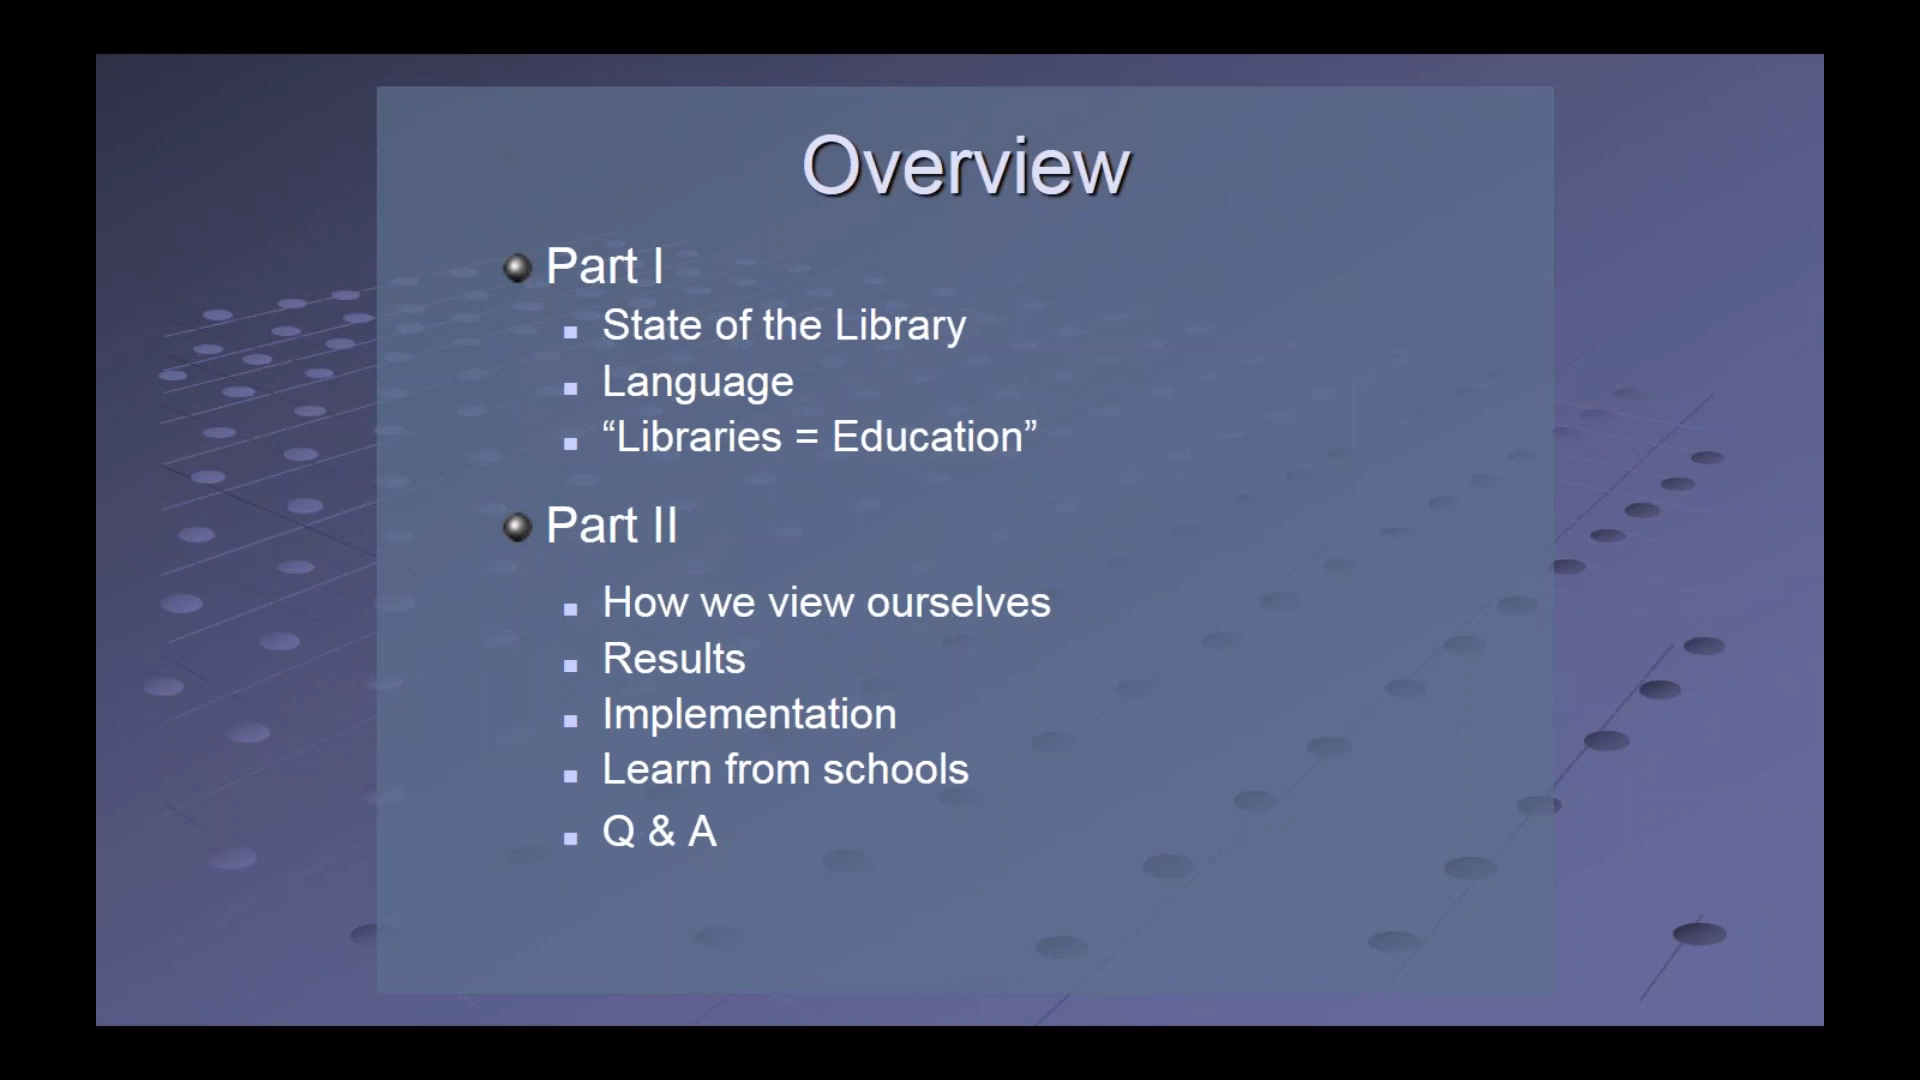 Overview
Part I
State of the Library
Language
“Libraries = Education”
Part II
How we view ourselves
Results
Implementation
Learn from schools
Q & A